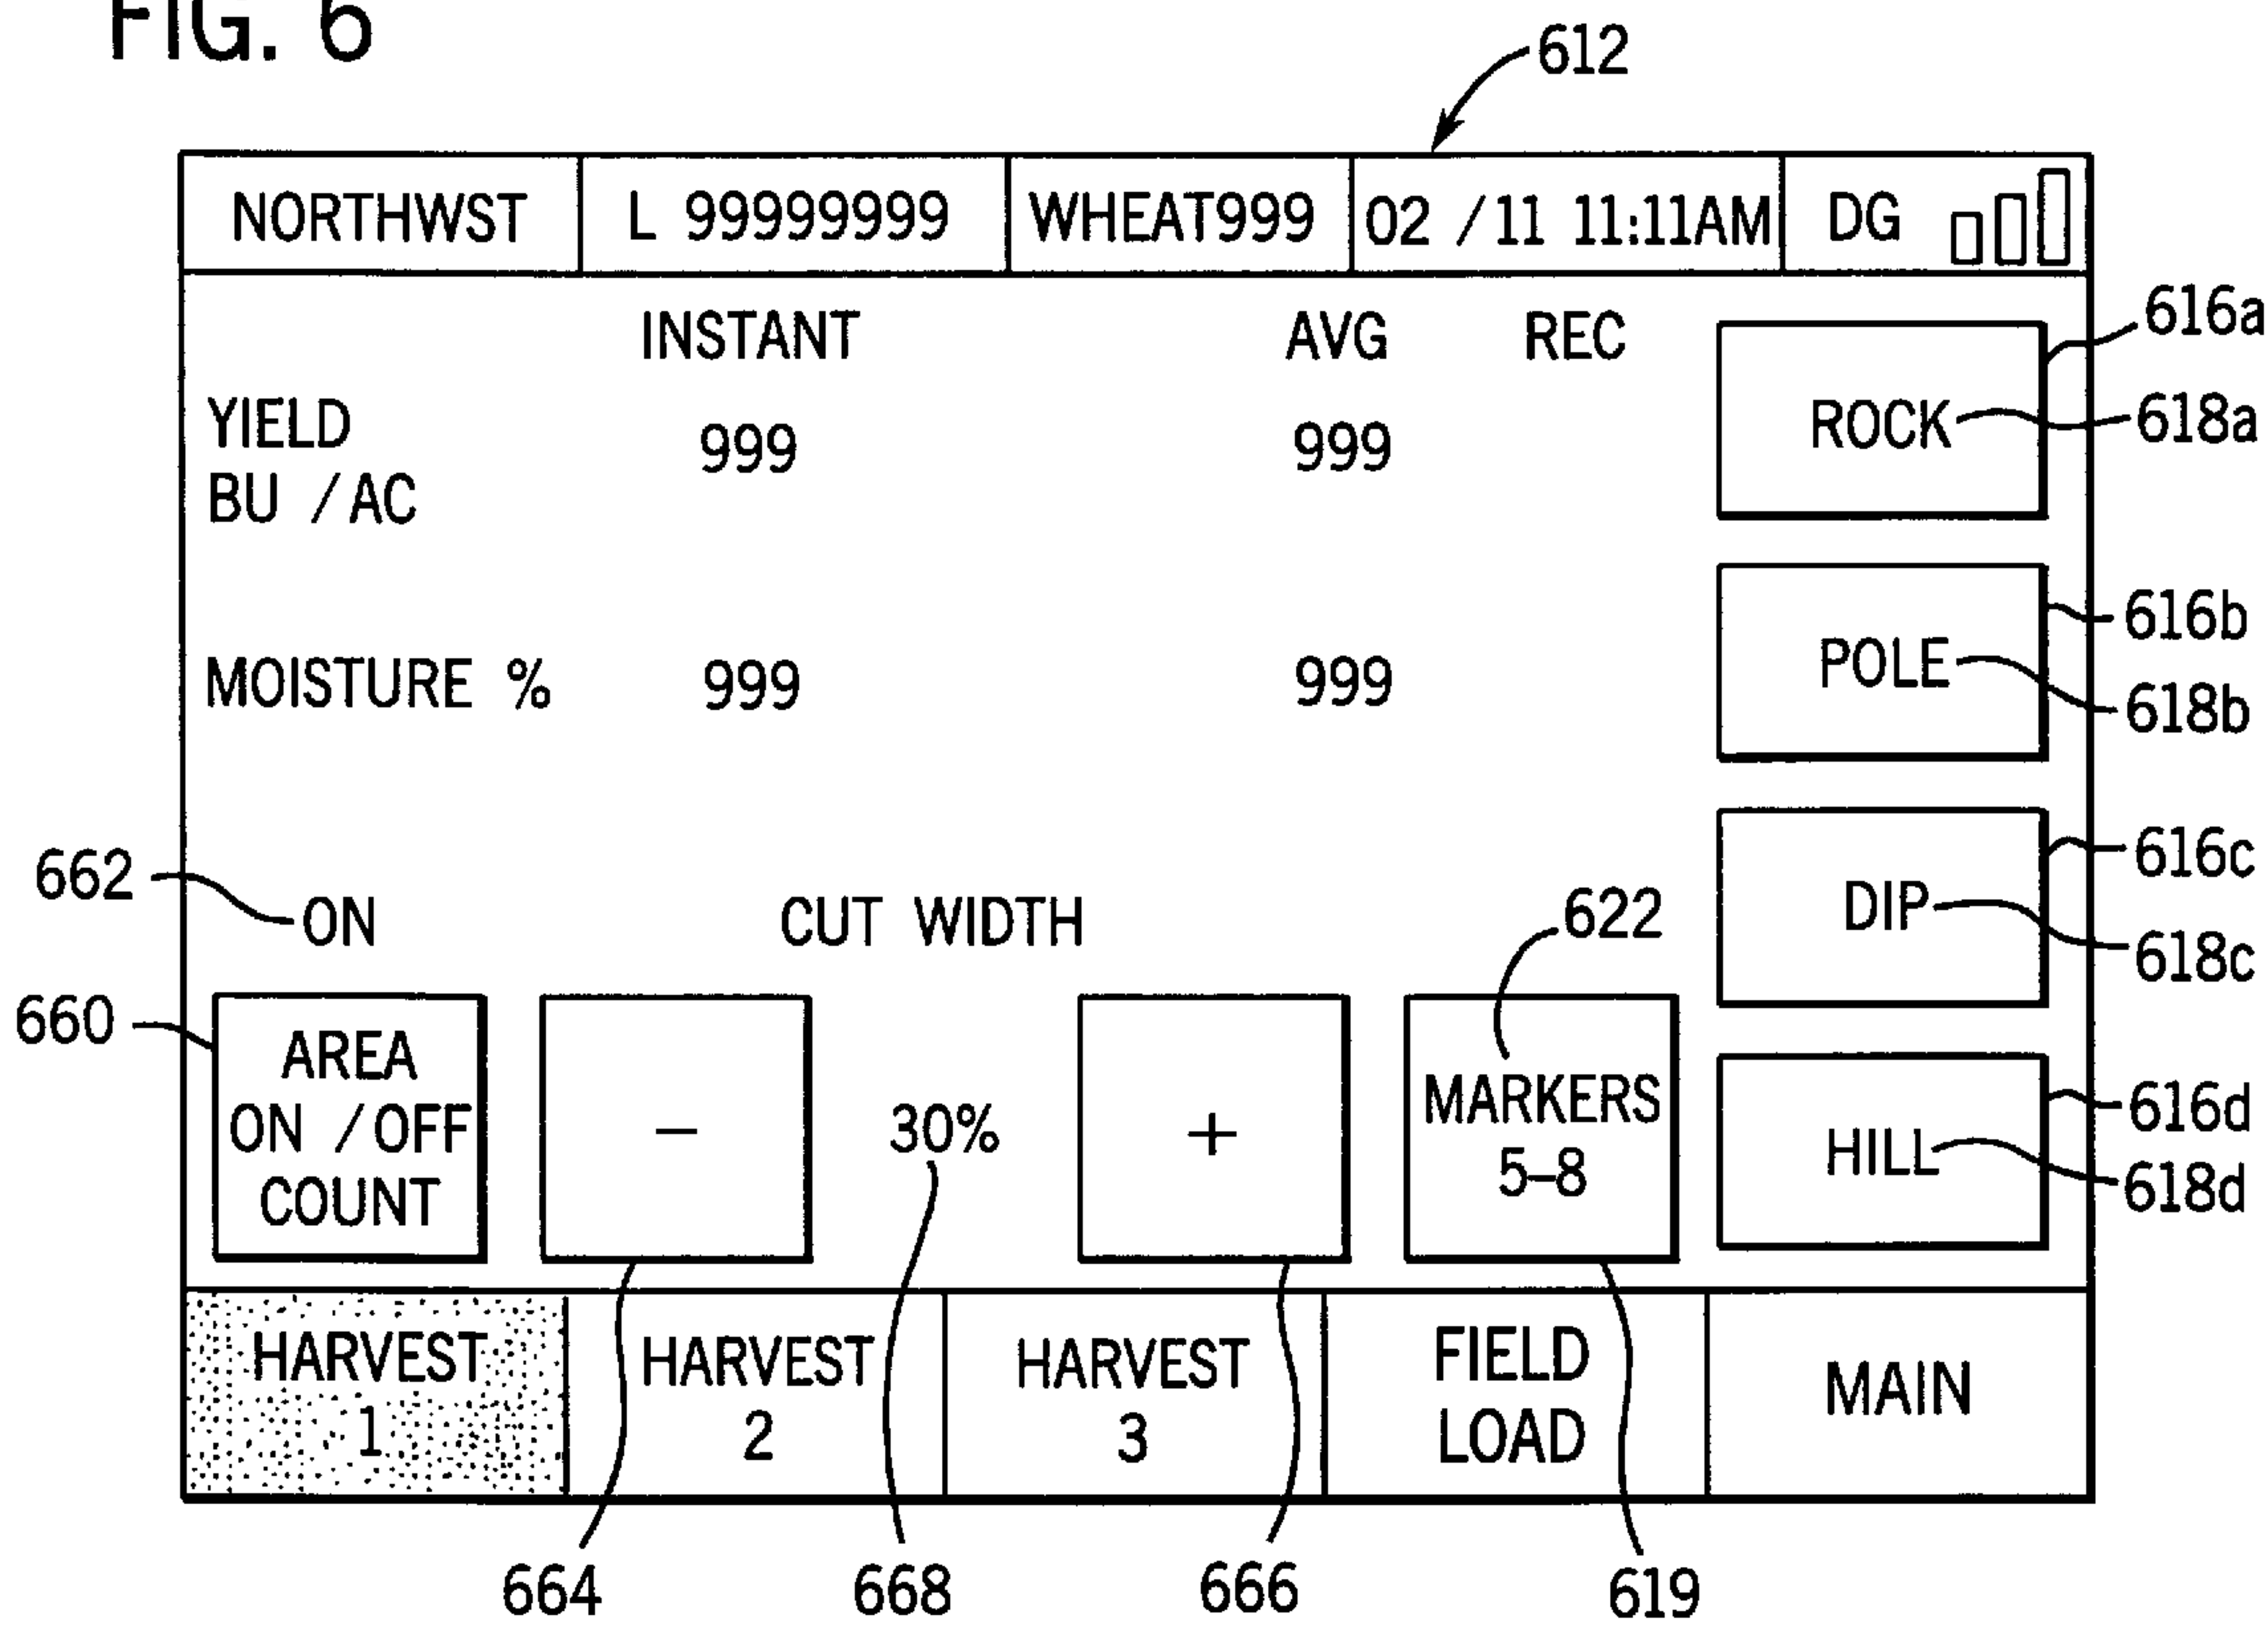 FIG. 6
612
NORTHWST L 99999999 WHEAT999 02 /11 11:11AM DG
INSTANT AVG REC
616a
YIELD
BU /AC
999 999
ROCK
618a
616b
MOISTURE % 999 999
POLE
618b
616c
662
ON
CUT WIDTH
622
DIP
618c
660
AREA
ON /OFF
COUNT
−
30%
+
MARKERS
5–8
616d
HILL
618d
HARVEST
1
HARVEST
2
HARVEST
3
FIELD
LOAD
MAIN
664 668 666 619